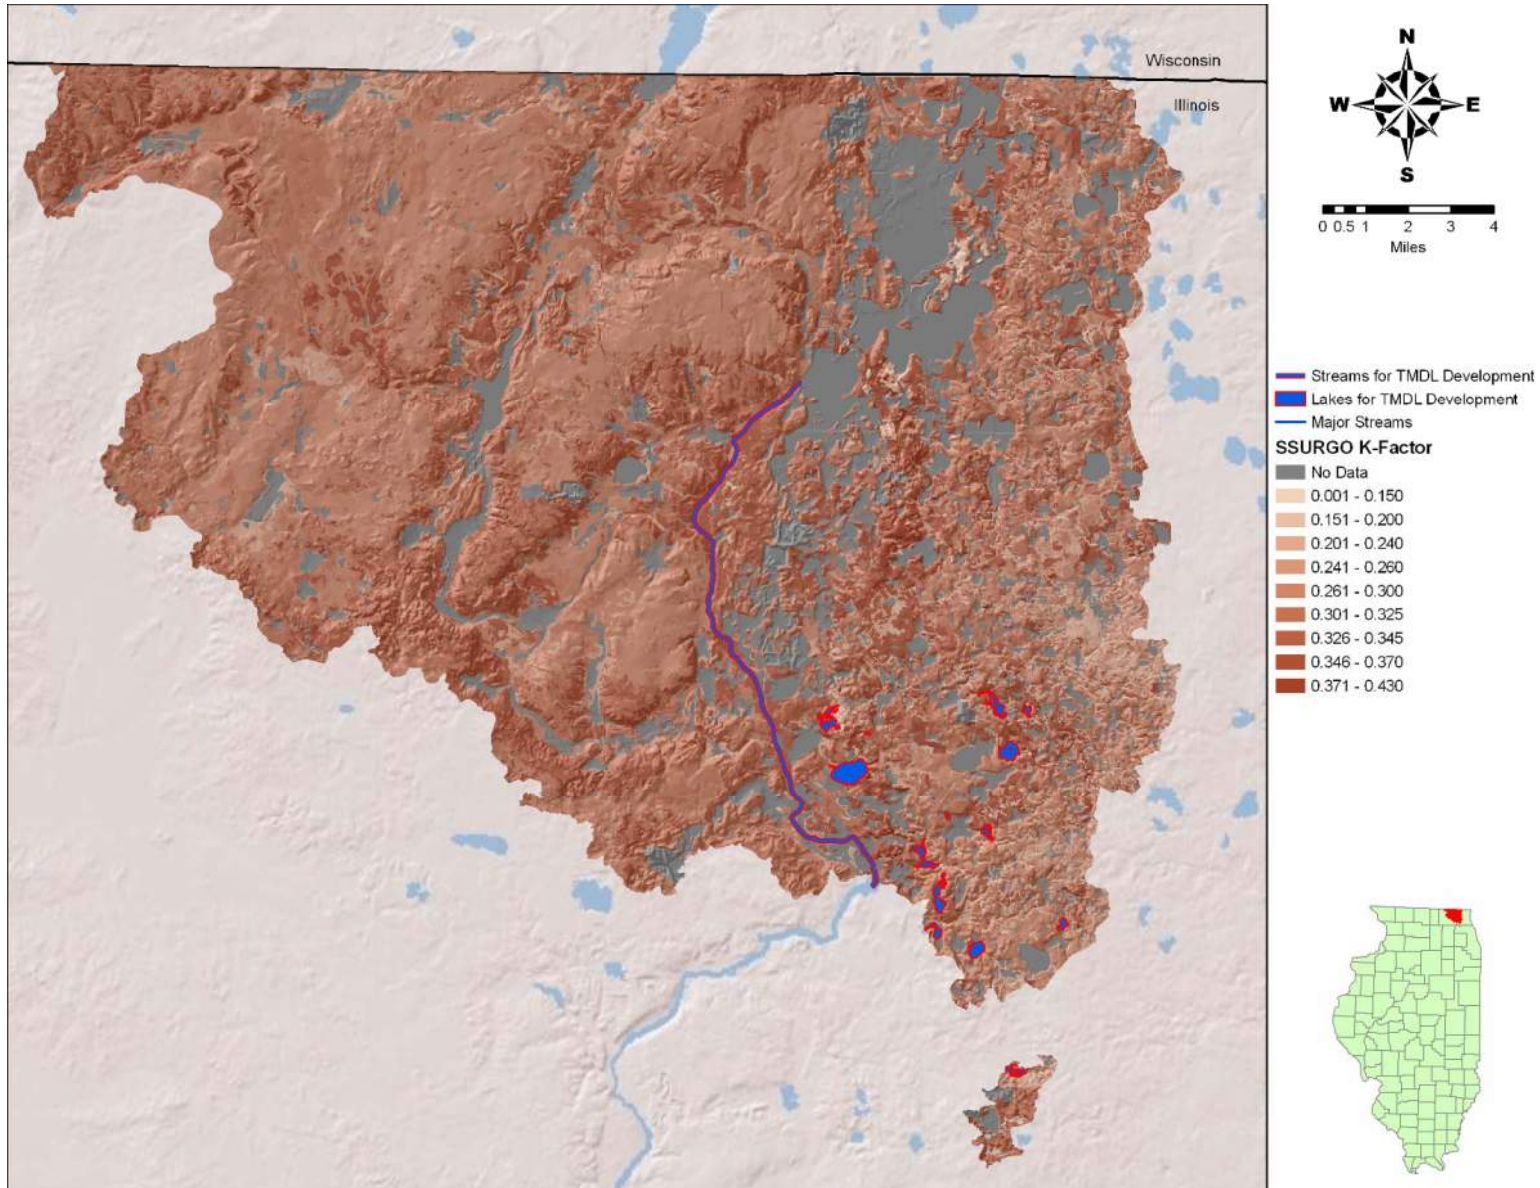 Wisconsin
Illinois
N
W E
S
0 0.5 1 2 3 4
Miles
Streams for TMDL Development
Lakes for TMDL Development
Major Streams
SSURGO K-Factor
No Data
0.001 - 0.150
0.151 - 0.200
0.201 - 0.240
0.241 - 0.260
0.261 - 0.300
0.301 - 0.325
0.326 - 0.345
0.346 - 0.370
0.371 - 0.430